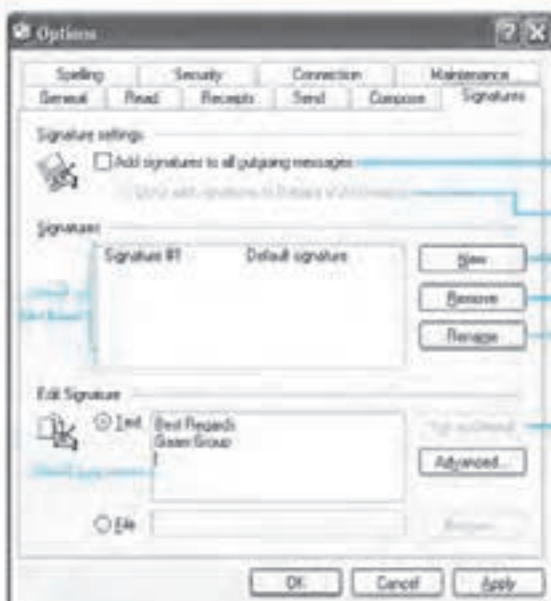 Options
Spelling Security Connection Maintenance
General Read Receipts Send Compose Signatures
Signature settings
Add signatures to all outgoing messages
Signatures
Signature #1 Default signature
New
Remove
Rename
Edit Signature
Text Best Regards
Group
Advanced...
File
OK Cancel Apply